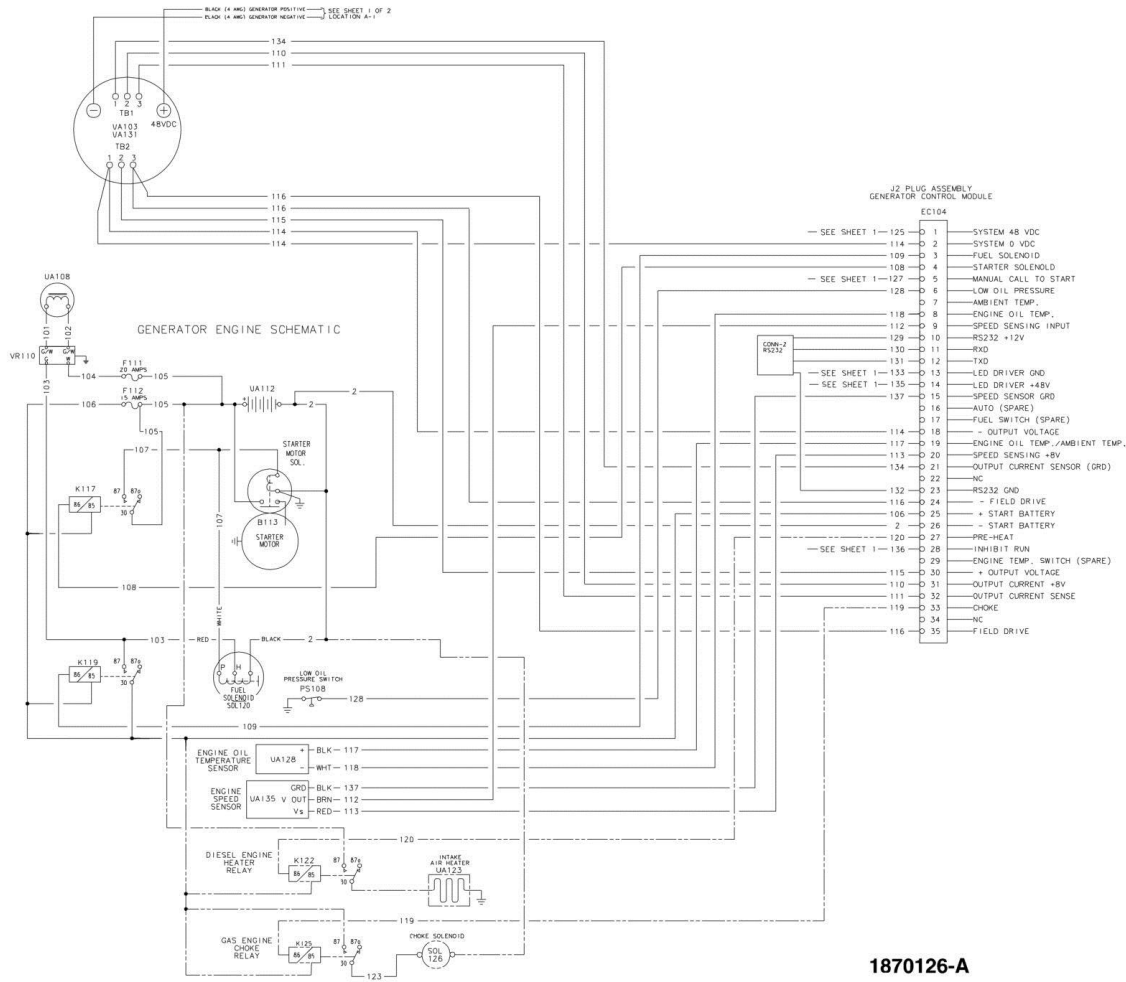 BLACK (4 AWG) GENERATOR POSITIVE
BLACK (4 AWG) GENERATOR NEGATIVE
SEE SHEET 1 OF 2
LOCATION A-1
134
110
111
1 2 3
TB1
48VDC
VA103
VA131
TB2
1 2 3
116
116
115
114
114
J2 PLUG ASSEMBLY
GENERATOR CONTROL MODULE
EC104
SEE SHEET 1 125 1 SYSTEM 48 VDC
114 2 SYSTEM 0 VDC
109 3 FUEL SOLENOID
108 4 STARTER SOLENOLD
SEE SHEET 1 127 5 MANUAL CALL TO START
128 6 LOW OIL PRESSURE
7 AMBIENT TEMP.
118 8 ENGINE OIL TEMP.
112 9 SPEED SENSING INPUT
129 10 RS232 +12V
130 11 RXD
131 12 TXD
SEE SHEET 1 133 13 LED DRIVER GND
SEE SHEET 1 135 14 LED DRIVER +48V
137 15 SPEED SENSOR GRD
16 AUTO (SPARE)
17 FUEL SWITCH (SPARE)
114 18 - OUTPUT VOLTAGE
117 19 ENGINE OIL TEMP./AMBIENT TEMP.
113 20 SPEED SENSING +8V
134 21 OUTPUT CURRENT SENSOR (GRD)
22 NC
132 23 RS232 GND
116 24 - FIELD DRIVE
106 25 + START BATTERY
2 26 - START BATTERY
120 27 PRE-HEAT
SEE SHEET 1 136 28 INHIBIT RUN
29 ENGINE TEMP. SWITCH (SPARE)
115 30 + OUTPUT VOLTAGE
110 31 OUTPUT CURRENT +8V
111 32 OUTPUT CURRENT SENSE
119 33 CHOKE
34 NC
116 35 FIELD DRIVE
CONN-2
RS232
UA108
101
102
GENERATOR ENGINE SCHEMATIC
VR110
G/W G/W
G W
103
104
F111
20 AMPS
105
F112
15 AMPS
106
105
105
UA112
2
2
107
STARTER
MOTOR
SOL.
K117
86 85
87 87a
30
107
B113
STARTER
MOTOR
108
WHITE
103
RED
BLACK
2
K119
86 85
87 87a
30
P H
FUEL
SOLENOID
SOL120
LOW OIL
PRESSURE SWITCH
PS108
128
109
ENGINE OIL
TEMPERATURE
SENSOR
UA128
+ BLK 117
- WHT 118
ENGINE
SPEED
SENSOR
UA135
GRD BLK 137
V OUT BRN 112
Vs RED 113
120
DIESEL ENGINE
HEATER
RELAY
K122
86 85
87 87a
30
INTAKE
AIR HEATER
UA123
119
GAS ENGINE
CHOKE
RELAY
K125
86 85
87 87a
30
123
CHOKE SOLENOID
SOL
126
1870126-A